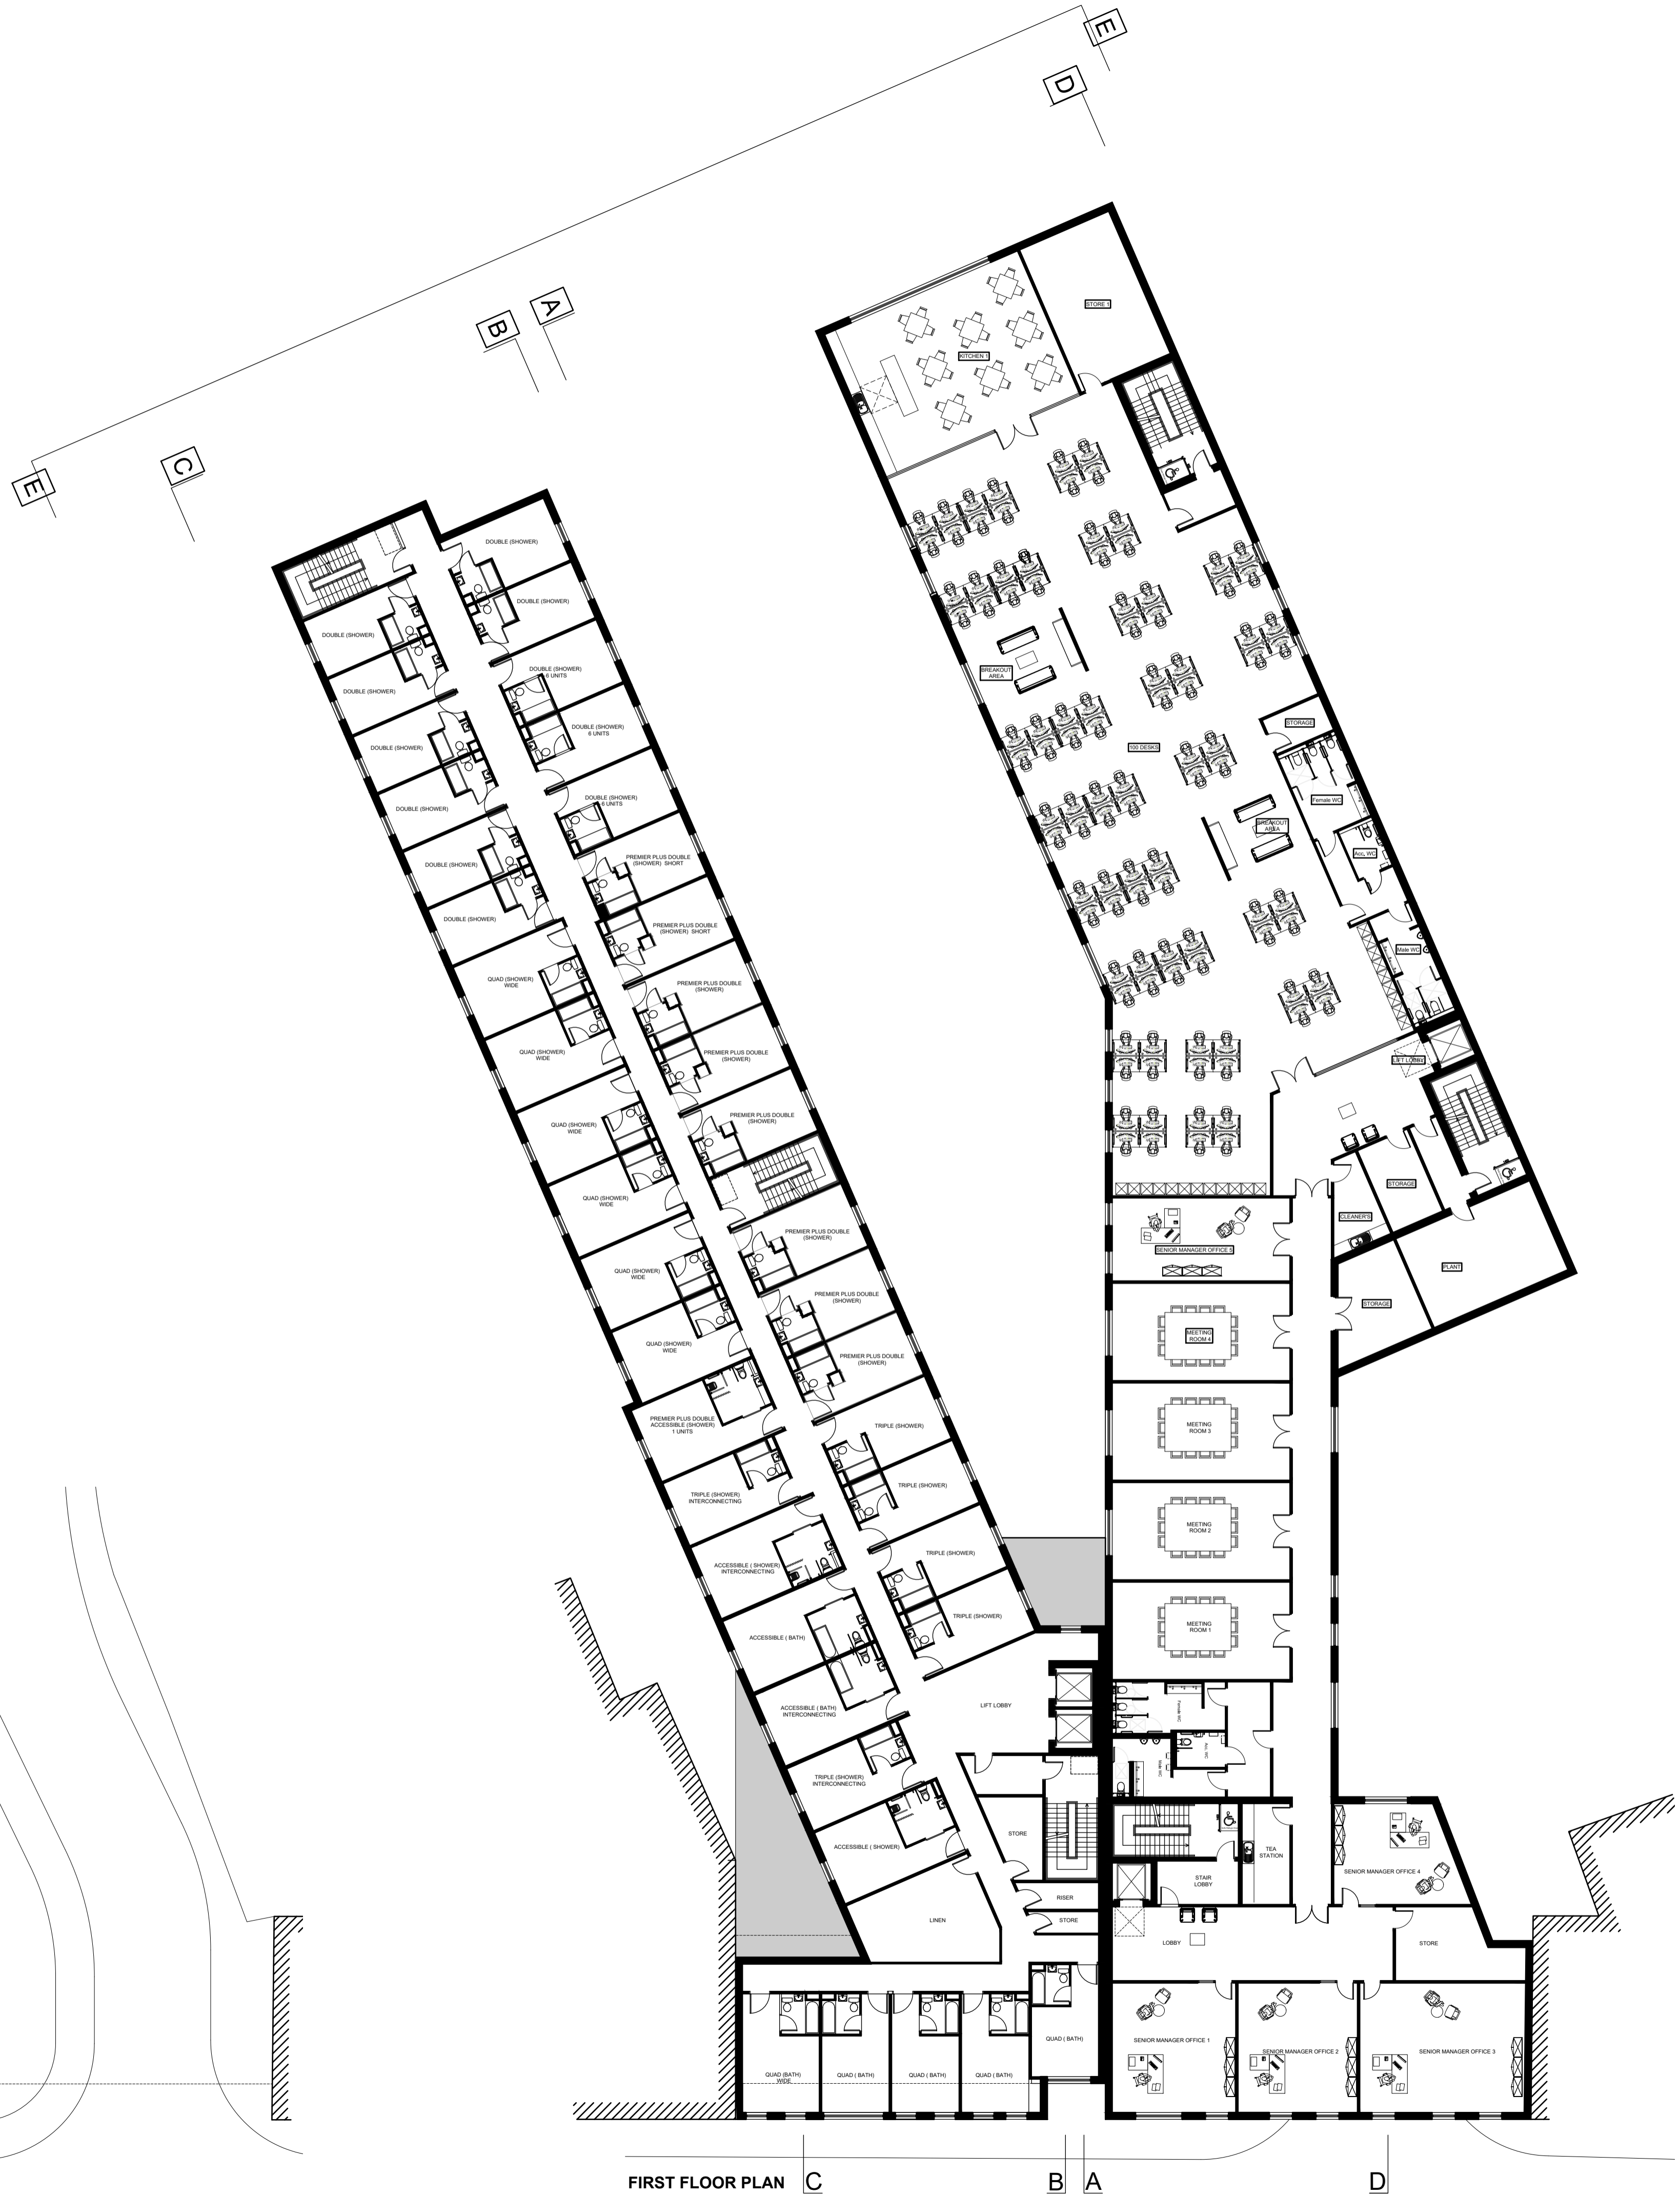 E
D
A
B
C
E
STORE 1
KITCHEN 1
DOUBLE (SHOWER)
DOUBLE (SHOWER)
DOUBLE (SHOWER)
DOUBLE (SHOWER)
6 UNITS
BREAKOUT
AREA
DOUBLE (SHOWER)
DOUBLE (SHOWER)
6 UNITS
STORAGE
DOUBLE (SHOWER)
100 DESKS
DOUBLE (SHOWER)
6 UNITS
Female WC
DOUBLE (SHOWER)
BREAKOUT
AREA
Acc. WC
PREMIER PLUS DOUBLE
(SHOWER) SHORT
DOUBLE (SHOWER)
DOUBLE (SHOWER)
PREMIER PLUS DOUBLE
(SHOWER) SHORT
Male WC
QUAD (SHOWER)
WIDE
PREMIER PLUS DOUBLE
(SHOWER)
QUAD (SHOWER)
WIDE
PREMIER PLUS DOUBLE
(SHOWER)
LIFT LOBBY
QUAD (SHOWER)
WIDE
PREMIER PLUS DOUBLE
(SHOWER)
STORAGE
QUAD (SHOWER)
WIDE
CLEANER'S
PREMIER PLUS DOUBLE
(SHOWER)
SENIOR MANAGER OFFICE 5
QUAD (SHOWER)
WIDE
PLANT
PREMIER PLUS DOUBLE
(SHOWER)
STORAGE
MEETING
ROOM 4
QUAD (SHOWER)
WIDE
PREMIER PLUS DOUBLE
(SHOWER)
PREMIER PLUS DOUBLE
ACCESSIBLE (SHOWER)
1 UNITS
TRIPLE (SHOWER)
MEETING
ROOM 3
TRIPLE (SHOWER)
INTERCONNECTING
TRIPLE (SHOWER)
MEETING
ROOM 2
ACCESSIBLE ( SHOWER)
INTERCONNECTING
TRIPLE (SHOWER)
ACCESSIBLE ( BATH)
TRIPLE (SHOWER)
MEETING
ROOM 1
ACCESSIBLE ( BATH)
INTERCONNECTING
LIFT LOBBY
Female WC
Acc. WC
Male WC
TRIPLE (SHOWER)
INTERCONNECTING
ACCESSIBLE ( SHOWER)
STORE
TEA
STATION
STAIR
LOBBY
SENIOR MANAGER OFFICE 4
RISER
LINEN
STORE
LOBBY
STORE
QUAD ( BATH)
SENIOR MANAGER OFFICE 1
SENIOR MANAGER OFFICE 2
SENIOR MANAGER OFFICE 3
QUAD (BATH)
WIDE
QUAD ( BATH)
QUAD ( BATH)
QUAD ( BATH)
FIRST FLOOR PLAN
C
B
A
D